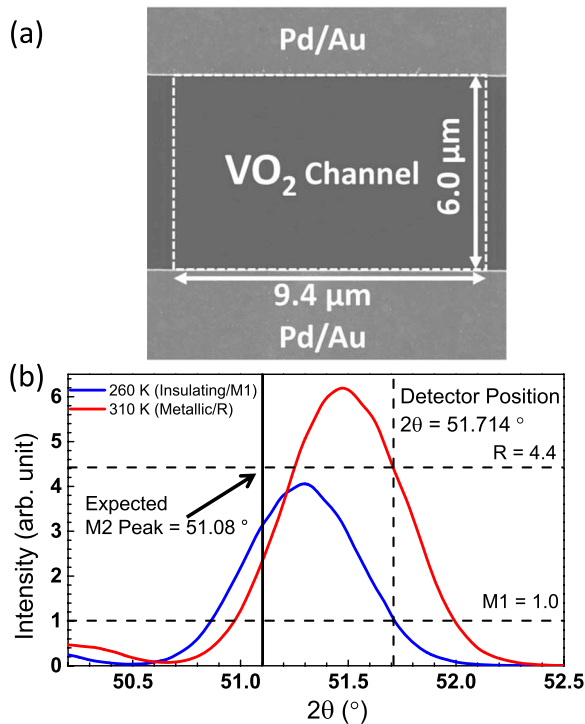 (a)
Pd/Au
VO₂ Channel
6.0 μm
9.4 μm
Pd/Au
(b)
260 K (Insulating/M1)
310 K (Metallic/R)
Detector Position
2θ = 51.714 °
R = 4.4
Expected
M2 Peak = 51.08 °
M1 = 1.0
Intensity (arb. unit)
6
5
4
3
2
1
0
50.5 51.0 51.5 52.0 52.5
2θ (°)